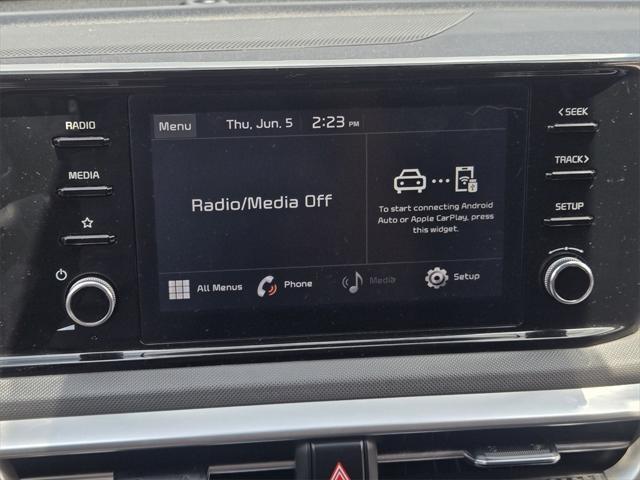 RADIO
MEDIA
Menu
Thu, Jun. 5
2:23 PM
Radio/Media Off
To start connecting Android
Auto or Apple CarPlay, press
this widget.
All Menus
Phone
Media
Setup
< SEEK
TRACK >
SETUP